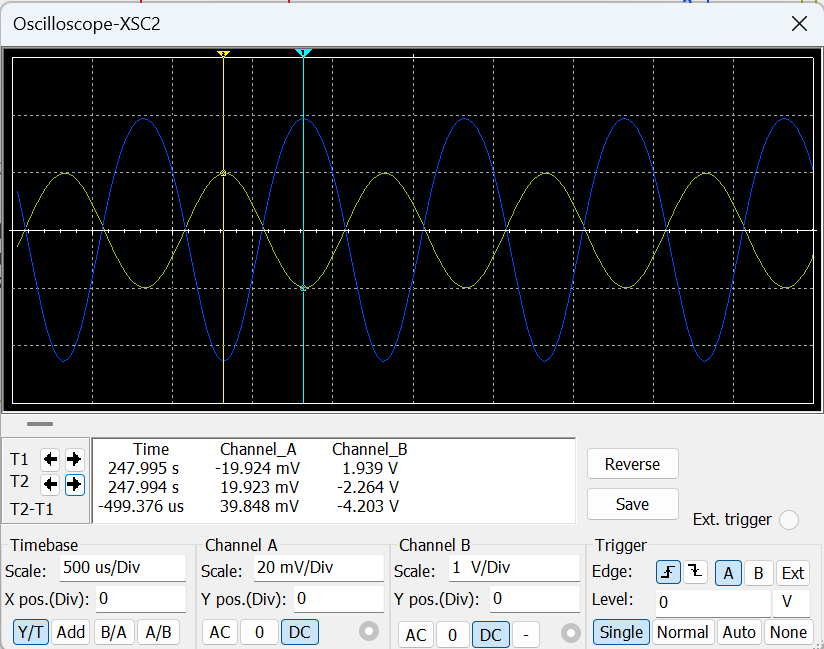 Oscilloscope-XSC2
Time Channel_A Channel_B
T1 247.995 s -19.924 mV 1.939 V
T2 247.994 s 19.923 mV -2.264 V
T2-T1 -499.376 us 39.848 mV -4.203 V
Reverse
Save
Ext. trigger
Timebase
Scale: 500 us/Div
X pos.(Div): 0
Y/T Add B/A A/B
Channel A
Scale: 20 mV/Div
Y pos.(Div): 0
AC 0 DC
Channel B
Scale: 1 V/Div
Y pos.(Div): 0
AC 0 DC -
Trigger
Edge: A B Ext
Level: 0 V
Single Normal Auto None